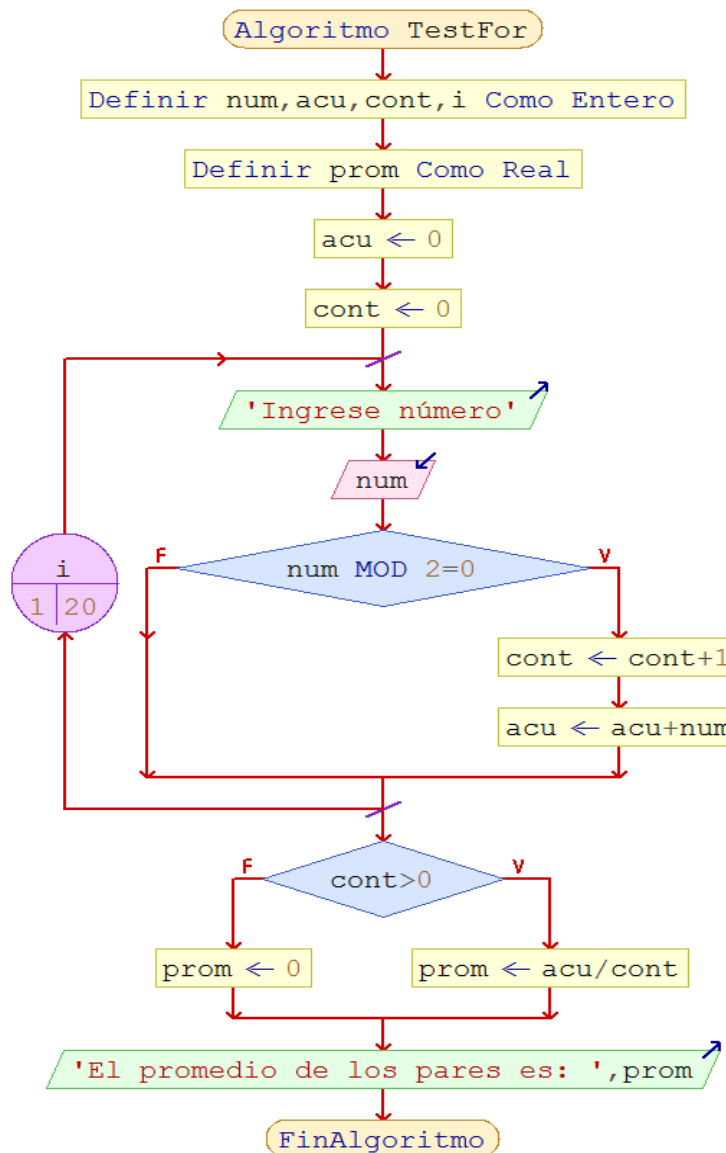 Algoritmo TestFor
Definir num,acu,cont,i Como Entero
Definir prom Como Real
acu ← 0
cont ← 0
'Ingrese número'
num
F
num MOD 2=0
V
i
1 20
cont ← cont+1
acu ← acu+num
F
cont>0
V
prom ← 0
prom ← acu/cont
'El promedio de los pares es: ',prom
FinAlgoritmo